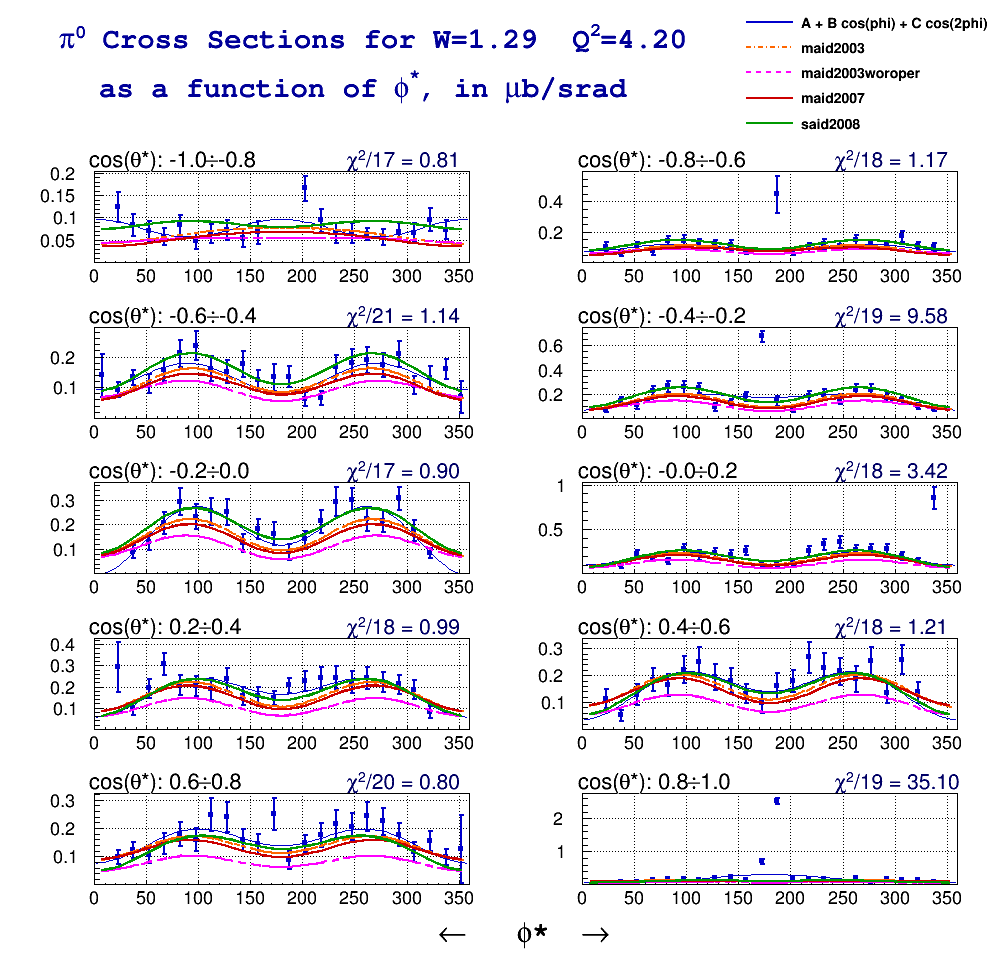 π⁰ Cross Sections for W=1.29 Q²=4.20
as a function of ϕ*, in μb/srad
A + B cos(phi) + C cos(2phi)
maid2003
maid2003woroper
maid2007
said2008
cos(θ*): -1.0÷-0.8 χ²/17 = 0.81
0.2
0.15
0.1
0.05
0 50 100 150 200 250 300 350
cos(θ*): -0.8÷-0.6 χ²/18 = 1.17
0.4
0.2
0 50 100 150 200 250 300 350
cos(θ*): -0.6÷-0.4 χ²/21 = 1.14
0.2
0.1
0 50 100 150 200 250 300 350
cos(θ*): -0.4÷-0.2 χ²/19 = 9.58
0.6
0.4
0.2
0 50 100 150 200 250 300 350
cos(θ*): -0.2÷0.0 χ²/17 = 0.90
0.3
0.2
0.1
0 50 100 150 200 250 300 350
cos(θ*): -0.0÷0.2 χ²/18 = 3.42
1
0.5
0 50 100 150 200 250 300 350
cos(θ*): 0.2÷0.4 χ²/18 = 0.99
0.4
0.3
0.2
0.1
0 50 100 150 200 250 300 350
cos(θ*): 0.4÷0.6 χ²/18 = 1.21
0.3
0.2
0.1
0 50 100 150 200 250 300 350
cos(θ*): 0.6÷0.8 χ²/20 = 0.80
0.3
0.2
0.1
0 50 100 150 200 250 300 350
cos(θ*): 0.8÷1.0 χ²/19 = 35.10
2
1
0 50 100 150 200 250 300 350
← ϕ* →